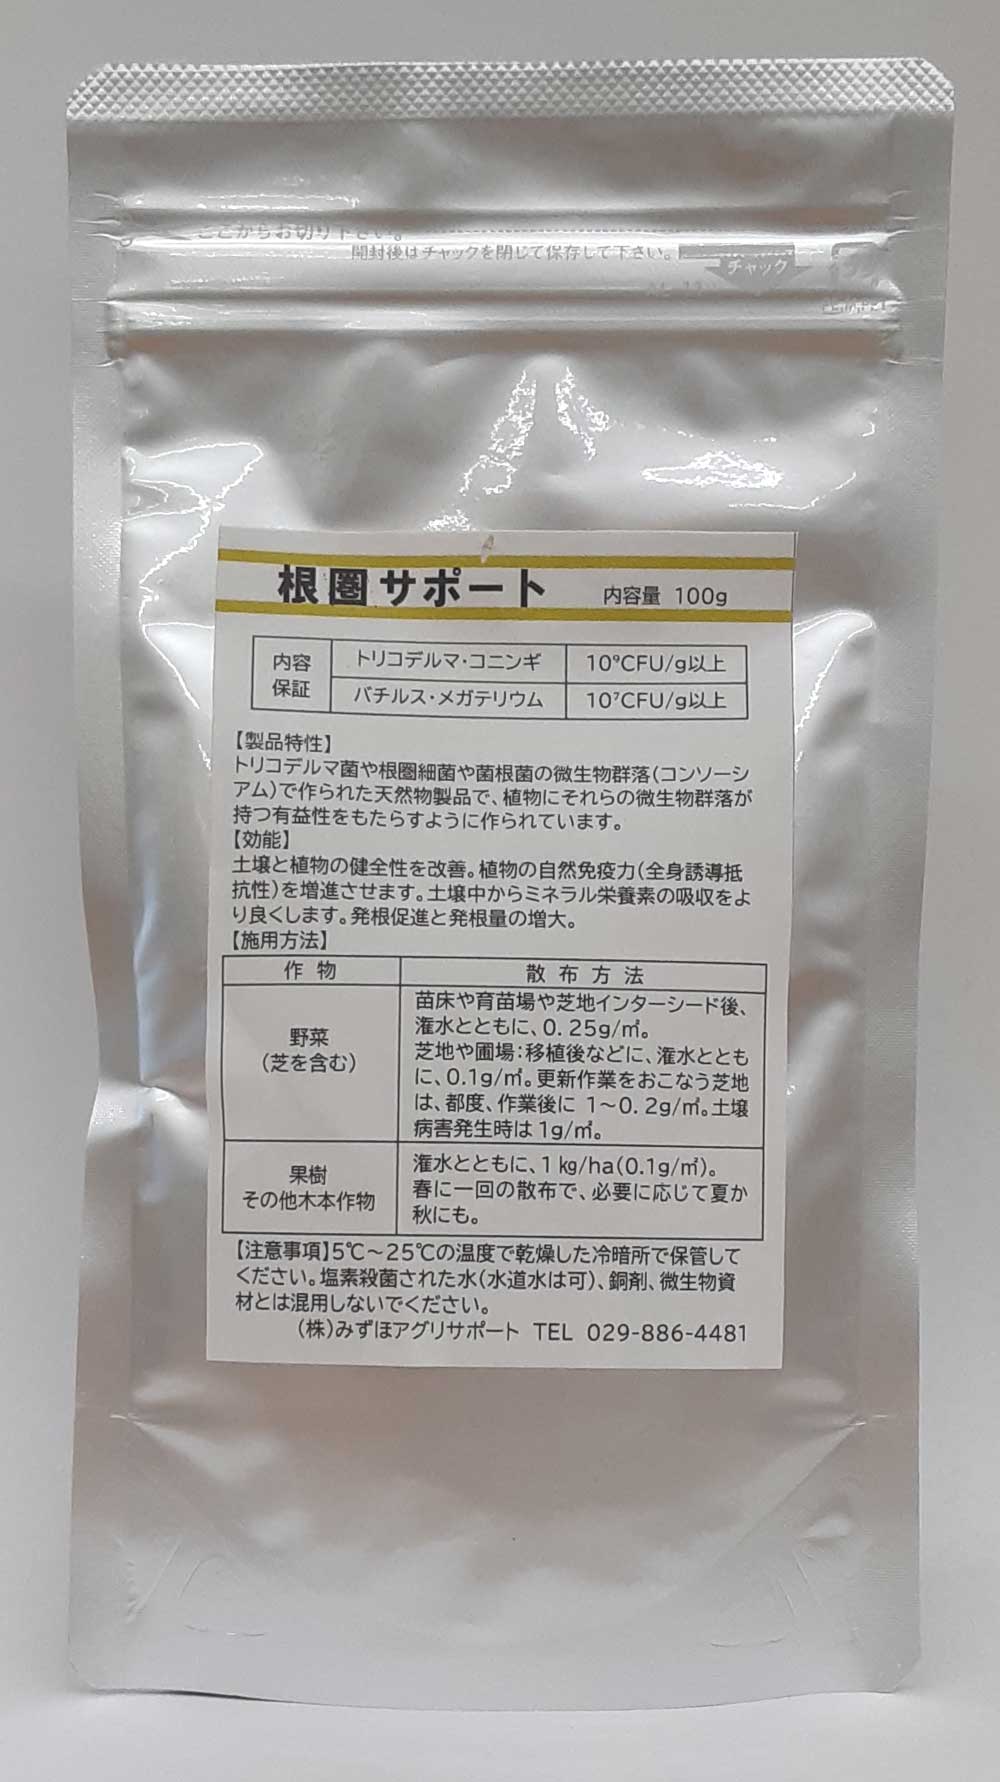 ここからお切り下さい。
開封後はチャックを閉じて保存して下さい。
チャック
根圏サポート 内容量 100g
内容保証 トリコデルマ・コニンギ 10⁹CFU/g以上
バチルス・メガテリウム 10⁷CFU/g以上
【製品特性】
トリコデルマ菌や根圏細菌や菌根菌の微生物群落(コンソーシ
アム)で作られた天然物製品で、植物にそれらの微生物群落が
持つ有益性をもたらすように作られています。
【効能】
土壌と植物の健全性を改善。植物の自然免疫力(全身誘導抵
抗性)を増進させます。土壌中からミネラル栄養素の吸収をよ
り良くします。発根促進と発根量の増大。
【施用方法】
作物 散布方法
野菜
(芝を含む)
苗床や育苗場や芝地インターシード後、
潅水とともに、0.25g/㎡。
芝地や圃場:移植後などに、潅水ととも
に、0.1g/㎡。更新作業をおこなう芝地
は、都度、作業後に 1～0.2g/㎡。土壌
病害発生時は1g/㎡。
果樹
その他木本作物
潅水とともに、1㎏/ha(0.1g/㎡)。
春に一回の散布で、必要に応じて夏か
秋にも。
【注意事項】5℃～25℃の温度で乾燥した冷暗所で保管して
ください。塩素殺菌された水(水道水は可)、銅剤、微生物資
材とは混用しないでください。
(株)みずほアグリサポート TEL 029-886-4481